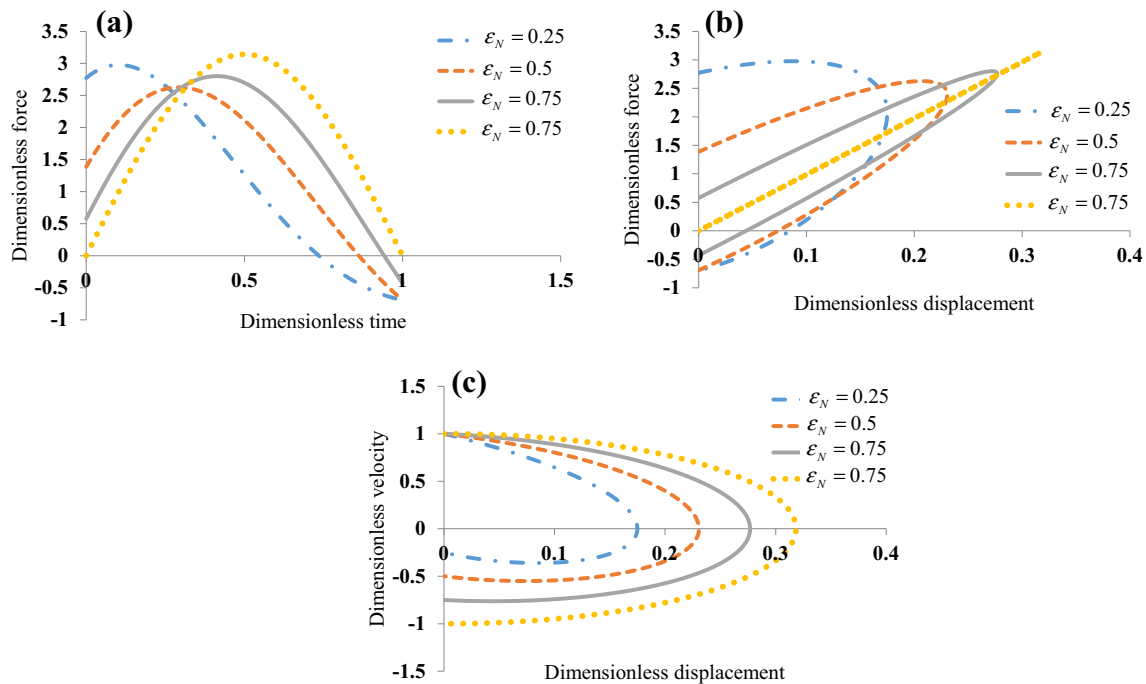 (a)
Dimensionless force
3.5
3
2.5
2
1.5
1
0.5
0
-0.5
-1
0 0.5 1 1.5
Dimensionless time
ε_N = 0.25
ε_N = 0.5
ε_N = 0.75
ε_N = 0.75
(b)
Dimensionless force
3.5
3
2.5
2
1.5
1
0.5
0
-0.5
-1
0 0.1 0.2 0.3 0.4
Dimensionless displacement
ε_N = 0.25
ε_N = 0.5
ε_N = 0.75
ε_N = 0.75
(c)
Dimensionless velocity
1.5
1
0.5
0
-0.5
-1
-1.5
0 0.1 0.2 0.3 0.4
Dimensionless displacement
ε_N = 0.25
ε_N = 0.5
ε_N = 0.75
ε_N = 0.75